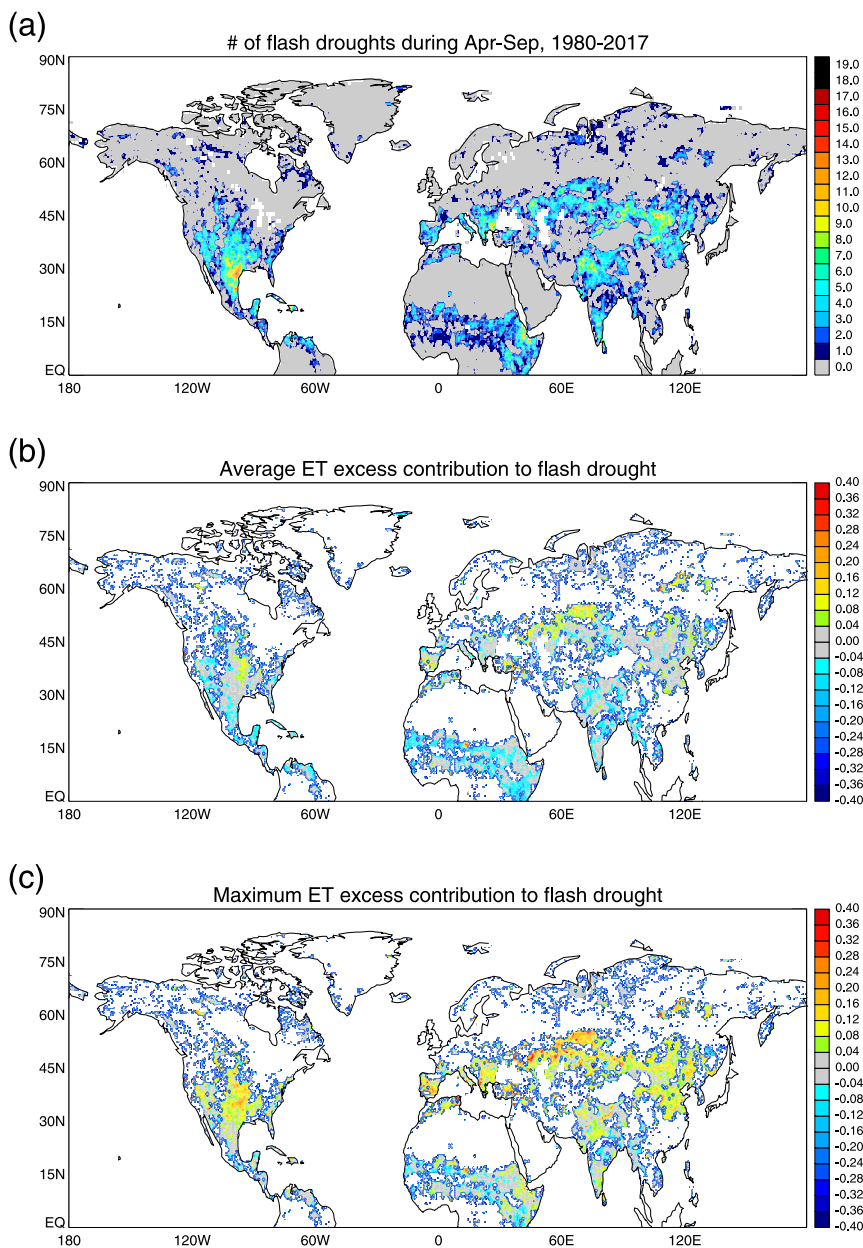 (a)
# of flash droughts during Apr-Sep, 1980-2017
90N
75N
60N
45N
30N
15N
EQ
180
120W
60W
0
60E
120E
19.0
17.0
16.0
15.0
14.0
13.0
12.0
11.0
10.0
9.0
8.0
7.0
6.0
5.0
4.0
3.0
2.0
1.0
0.0
(b)
Average ET excess contribution to flash drought
90N
75N
60N
45N
30N
15N
EQ
180
120W
60W
0
60E
120E
0.40
0.36
0.32
0.28
0.24
0.20
0.16
0.12
0.08
0.04
-0.04
-0.08
-0.12
-0.16
-0.20
-0.24
-0.28
-0.32
-0.36
-0.40
(c)
Maximum ET excess contribution to flash drought
90N
75N
60N
45N
30N
15N
EQ
180
120W
60W
0
60E
120E
0.40
0.36
0.32
0.28
0.24
0.20
0.16
0.12
0.08
0.04
-0.04
-0.08
-0.12
-0.16
-0.20
-0.24
-0.28
-0.32
-0.36
-0.40